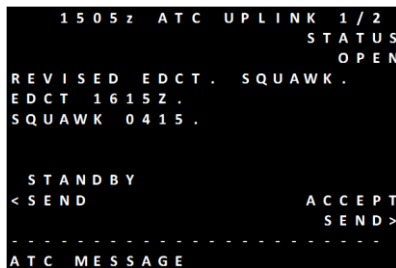 1505z ATC UPLINK 1/2
STATUS
OPEN
REVISED EDCT. SQUAWK.
EDCT 1615Z.
SQUAWK 0415.
STANDBY
<SEND ACCEPT
SEND>
- - - - - - - - - - - - - - - - - - - - - - - -
ATC MESSAGE